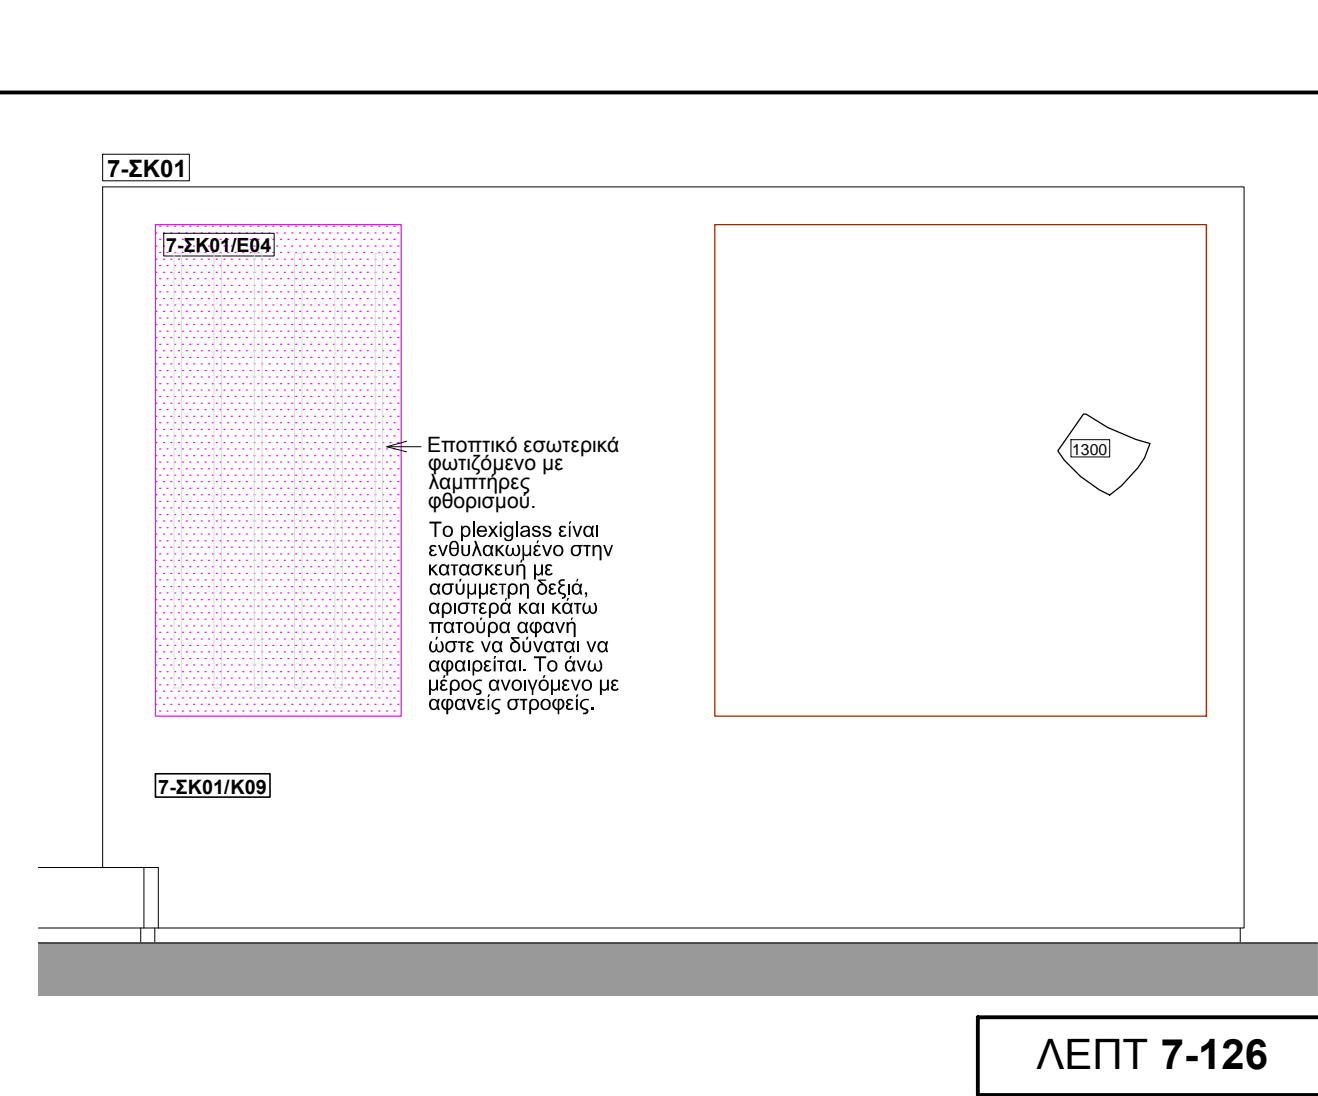 7-ΣΚ01
7-ΣΚ01/Ε04
Εποπτικό εσωτερικά
φωτιζόμενο με
λαμπτήρες
φθορισμού.
Το plexiglass είναι
ενθυλακωμένο στην
κατασκευή με
ασύμμετρη δεξιά,
αριστερά και κάτω
πατούρα αφανή
ώστε να δύναται να
αφαιρείται. Το άνω
μέρος ανοιγόμενο με
αφανείς στροφείς.
1300
7-ΣΚ01/Κ09
ΛΕΠΤ 7-126